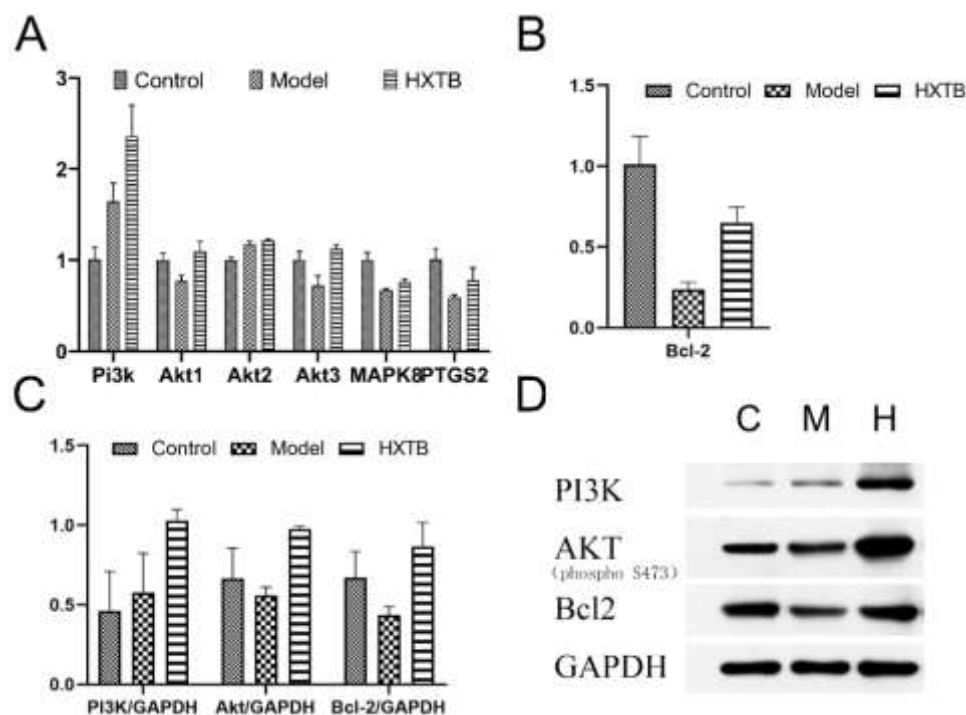 A
Control Model HXTB
3
2
1
0
Pi3k Akt1 Akt2 Akt3 MAPK8 PTGS2
B
Control Model HXTB
1.0
0.5
0.0
Bcl-2
C
Control Model HXTB
1.5
1.0
0.5
0.0
PI3K/GAPDH Akt/GAPDH Bcl-2/GAPDH
D
C M H
PI3K
AKT
(phospho S473)
Bcl2
GAPDH